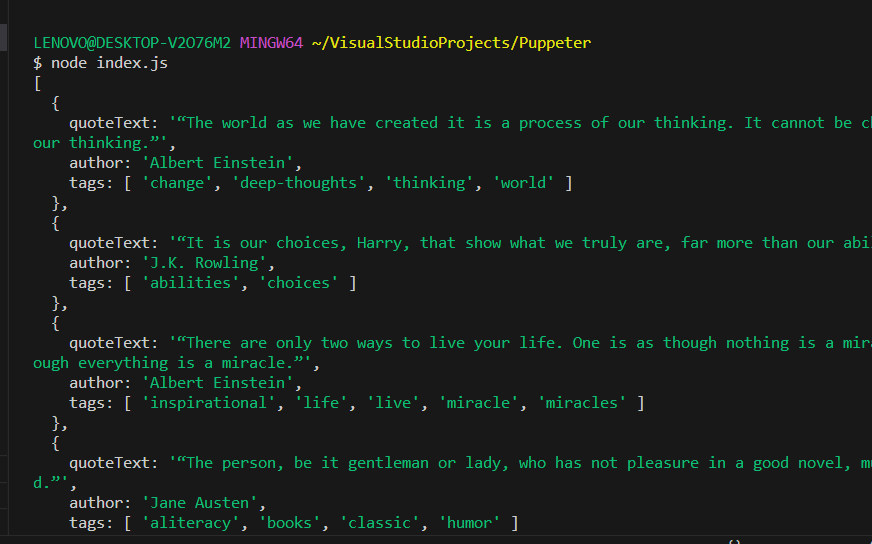 LENOVO@DESKTOP-V2O76M2 MINGW64 ~/VisualStudioProjects/Puppeter
$ node index.js
[
  {
    quoteText: '“The world as we have created it is a process of our thinking. It cannot be
our thinking.”',
    author: 'Albert Einstein',
    tags: [ 'change', 'deep-thoughts', 'thinking', 'world' ]
  },
  {
    quoteText: '“It is our choices, Harry, that show what we truly are, far more than our
    author: 'J.K. Rowling',
    tags: [ 'abilities', 'choices' ]
  },
  {
    quoteText: '“There are only two ways to live your life. One is as though nothing is a
ough everything is a miracle.”',
    author: 'Albert Einstein',
    tags: [ 'inspirational', 'life', 'live', 'miracle', 'miracles' ]
  },
  {
    quoteText: '“The person, be it gentleman or lady, who has not pleasure in a good novel,
d.”',
    author: 'Jane Austen',
    tags: [ 'aliteracy', 'books', 'classic', 'humor' ]